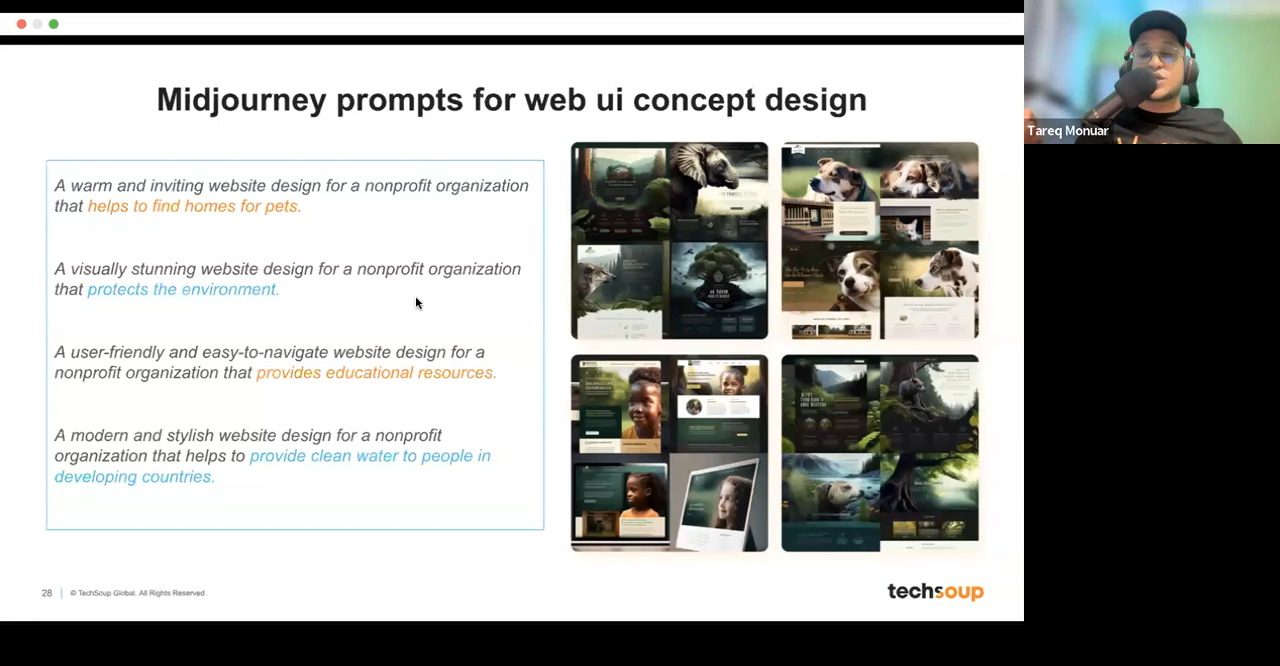 Midjourney prompts for web ui concept design
Tareq Monuar
A warm and inviting website design for a nonprofit organization
that helps to find homes for pets.
A visually stunning website design for a nonprofit organization
that protects the environment.
A user-friendly and easy-to-navigate website design for a
nonprofit organization that provides educational resources.
A modern and stylish website design for a nonprofit
organization that helps to provide clean water to people in
developing countries.
28
© TechSoup Global. All Rights Reserved.
techsoup